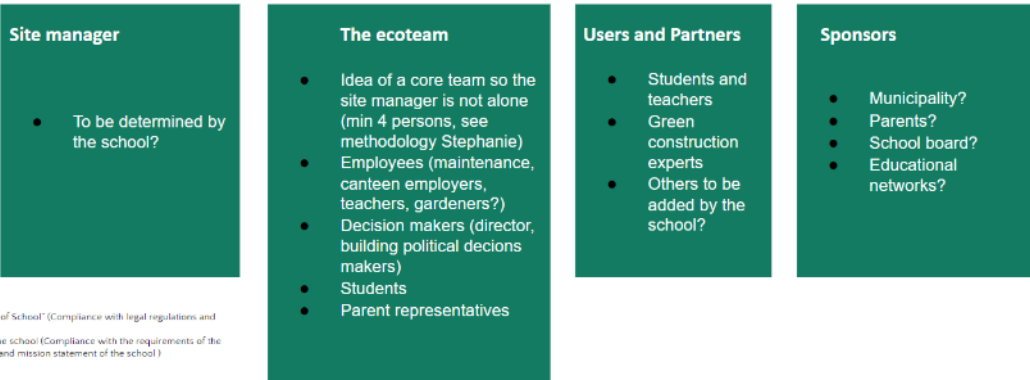 Site manager
To be determined by
the school?
The ecoteam
Idea of a core team so the
site manager is not alone
(min 4 persons, see
methodology Stephanie)
Employees (maintenance,
canteen employers,
teachers, gardeners?)
Decision makers (director,
building political decions
makers)
Students
Parent representatives
Users and Partners
Students and
teachers
Green
construction
experts
Others to be
added by the
school?
Sponsors
Municipality?
Parents?
School board?
Educational
networks?
of School" (Compliance with legal regulations and
he school (Compliance with the requirements of the
and mission statement of the school )